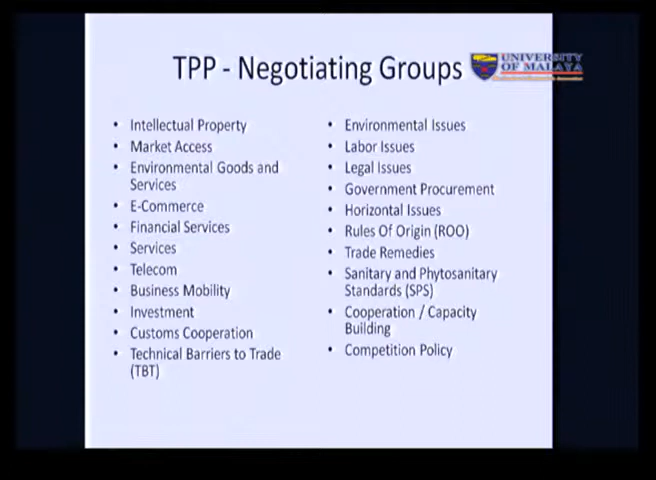 TPP - Negotiating Groups
UNIVERSITY
OF MALAYA
• Intellectual Property
• Market Access
• Environmental Goods and
Services
• E-Commerce
• Financial Services
• Services
• Telecom
• Business Mobility
• Investment
• Customs Cooperation
• Technical Barriers to Trade
(TBT)
• Environmental Issues
• Labor Issues
• Legal Issues
• Government Procurement
• Horizontal Issues
• Rules Of Origin (ROO)
• Trade Remedies
• Sanitary and Phytosanitary
Standards (SPS)
• Cooperation / Capacity
Building
• Competition Policy